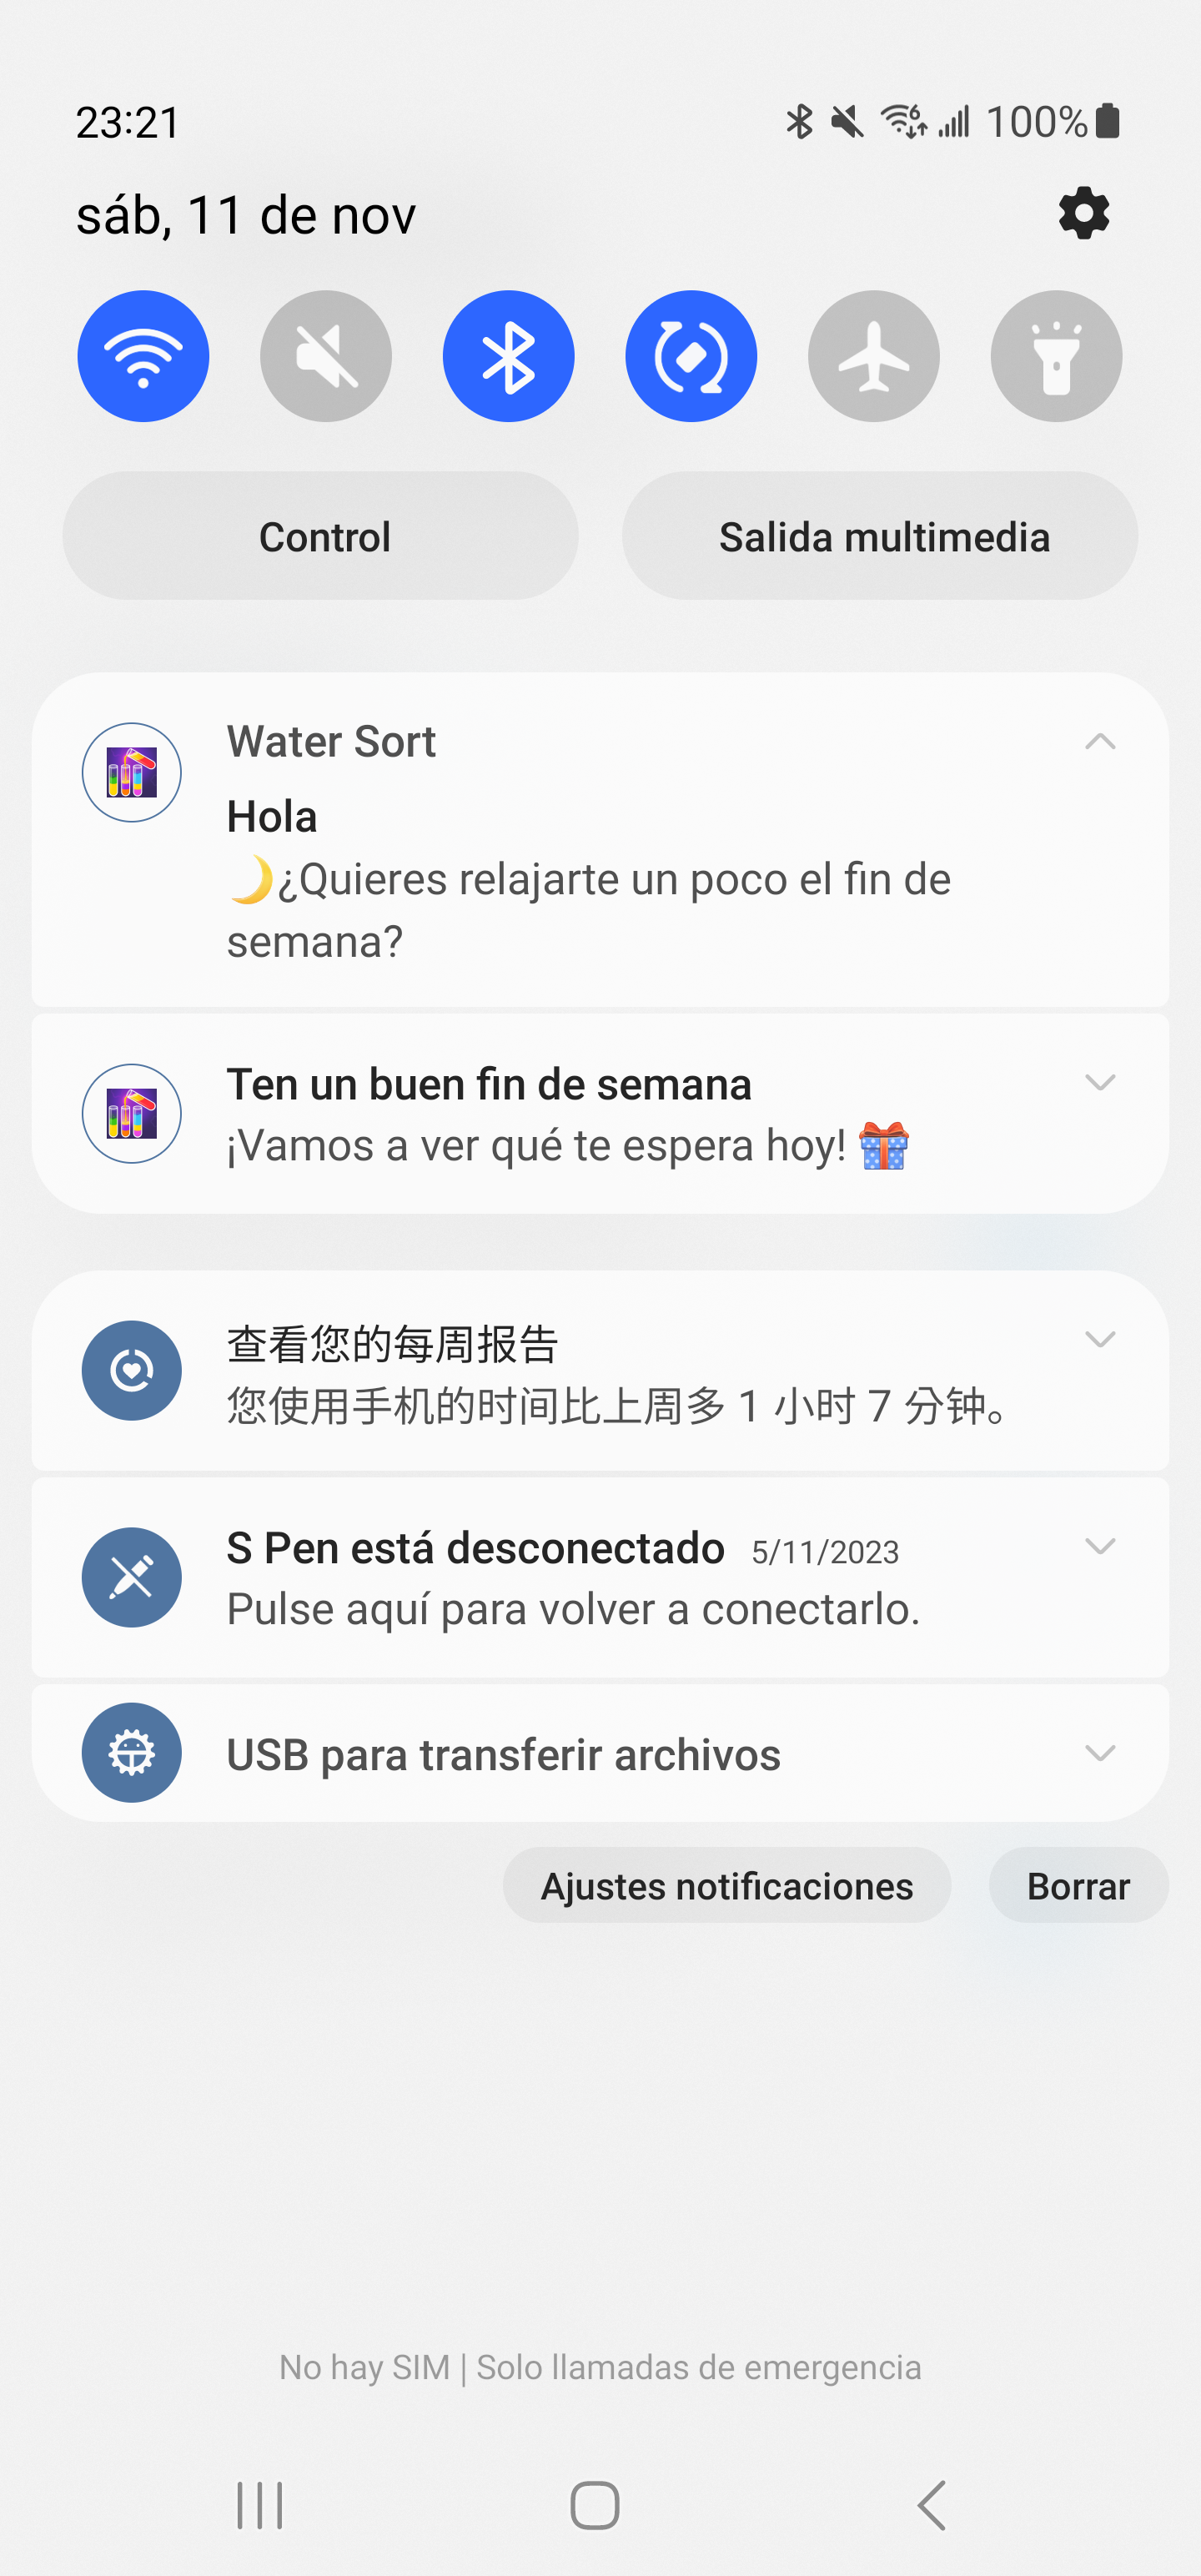 23:21
100%
sáb, 11 de nov
Control
Salida multimedia
Water Sort
Hola
🌙¿Quieres relajarte un poco el fin de
semana?
Ten un buen fin de semana
¡Vamos a ver qué te espera hoy! 🎁
查看您的每周报告
您使用手机的时间比上周多 1 小时 7 分钟。
S Pen está desconectado 5/11/2023
Pulse aquí para volver a conectarlo.
USB para transferir archivos
Ajustes notificaciones
Borrar
No hay SIM | Solo llamadas de emergencia